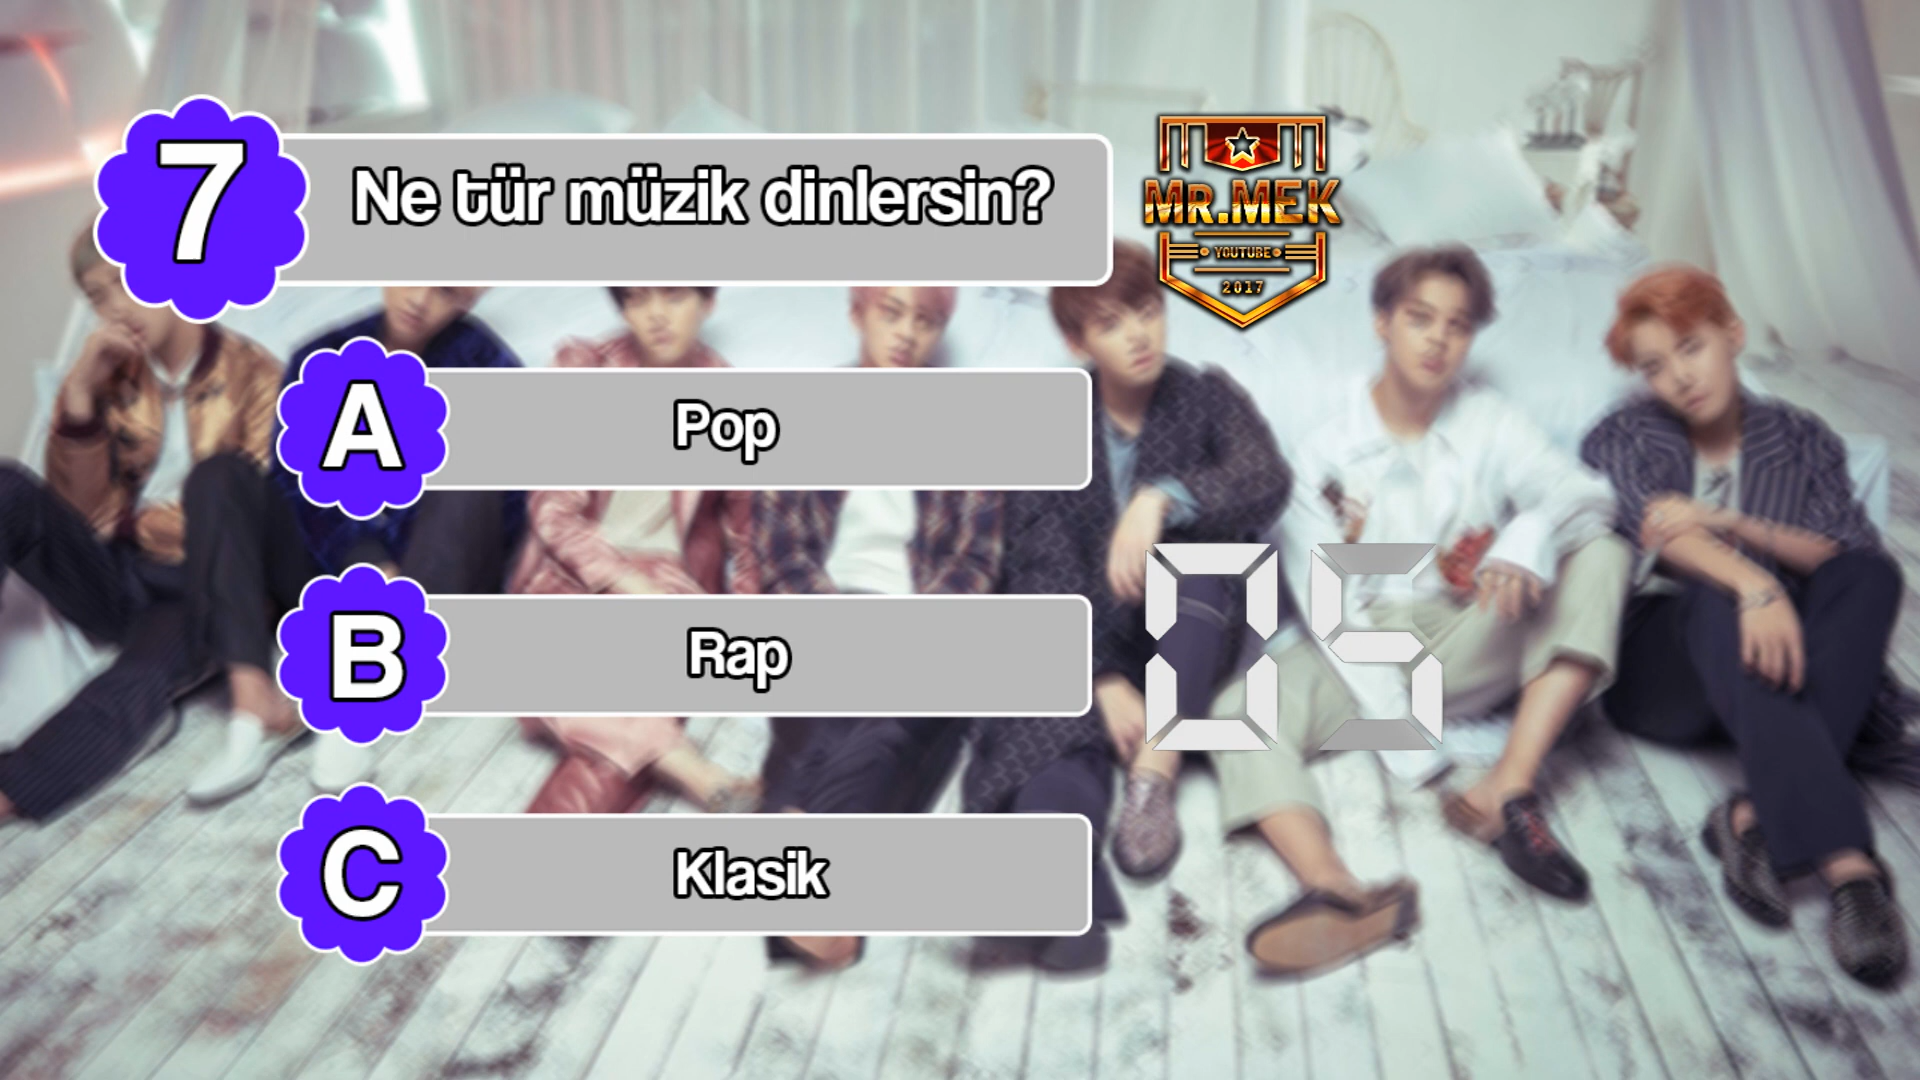 7
Ne tür müzik dinlersin?
MR.MEK
YOUTUBE
2017
A
Pop
B
Rap
05
C
Klasik